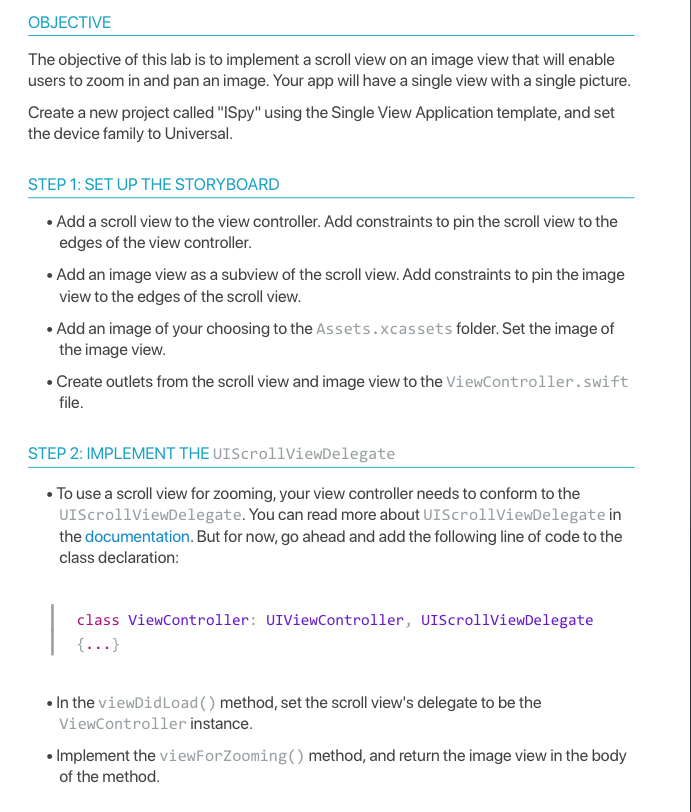 OBJECTIVE
The objective of this lab is to implement a scroll view on an image view that will enable
users to zoom in and pan an image. Your app will have a single view with a single picture.
Create a new project called "ISpy" using the Single View Application template, and set
the device family to Universal.
STEP 1: SET UP THE STORYBOARD
• Add a scroll view to the view controller. Add constraints to pin the scroll view to the
edges of the view controller.
• Add an image view as a subview of the scroll view. Add constraints to pin the image
view to the edges of the scroll view.
• Add an image of your choosing to the Assets.xcassets folder. Set the image of
the image view.
• Create outlets from the scroll view and image view to the ViewController.swift
file.
STEP 2: IMPLEMENT THE UIScrollViewDelegate
• To use a scroll view for zooming, your view controller needs to conform to the
UIScrollViewDelegate. You can read more about UIScrollViewDelegate in
the documentation. But for now, go ahead and add the following line of code to the
class declaration:
class ViewController: UIViewController, UIScrollViewDelegate
{...}
• In the viewDidLoad() method, set the scroll view's delegate to be the
ViewController instance.
• Implement the viewForZooming() method, and return the image view in the body
of the method.